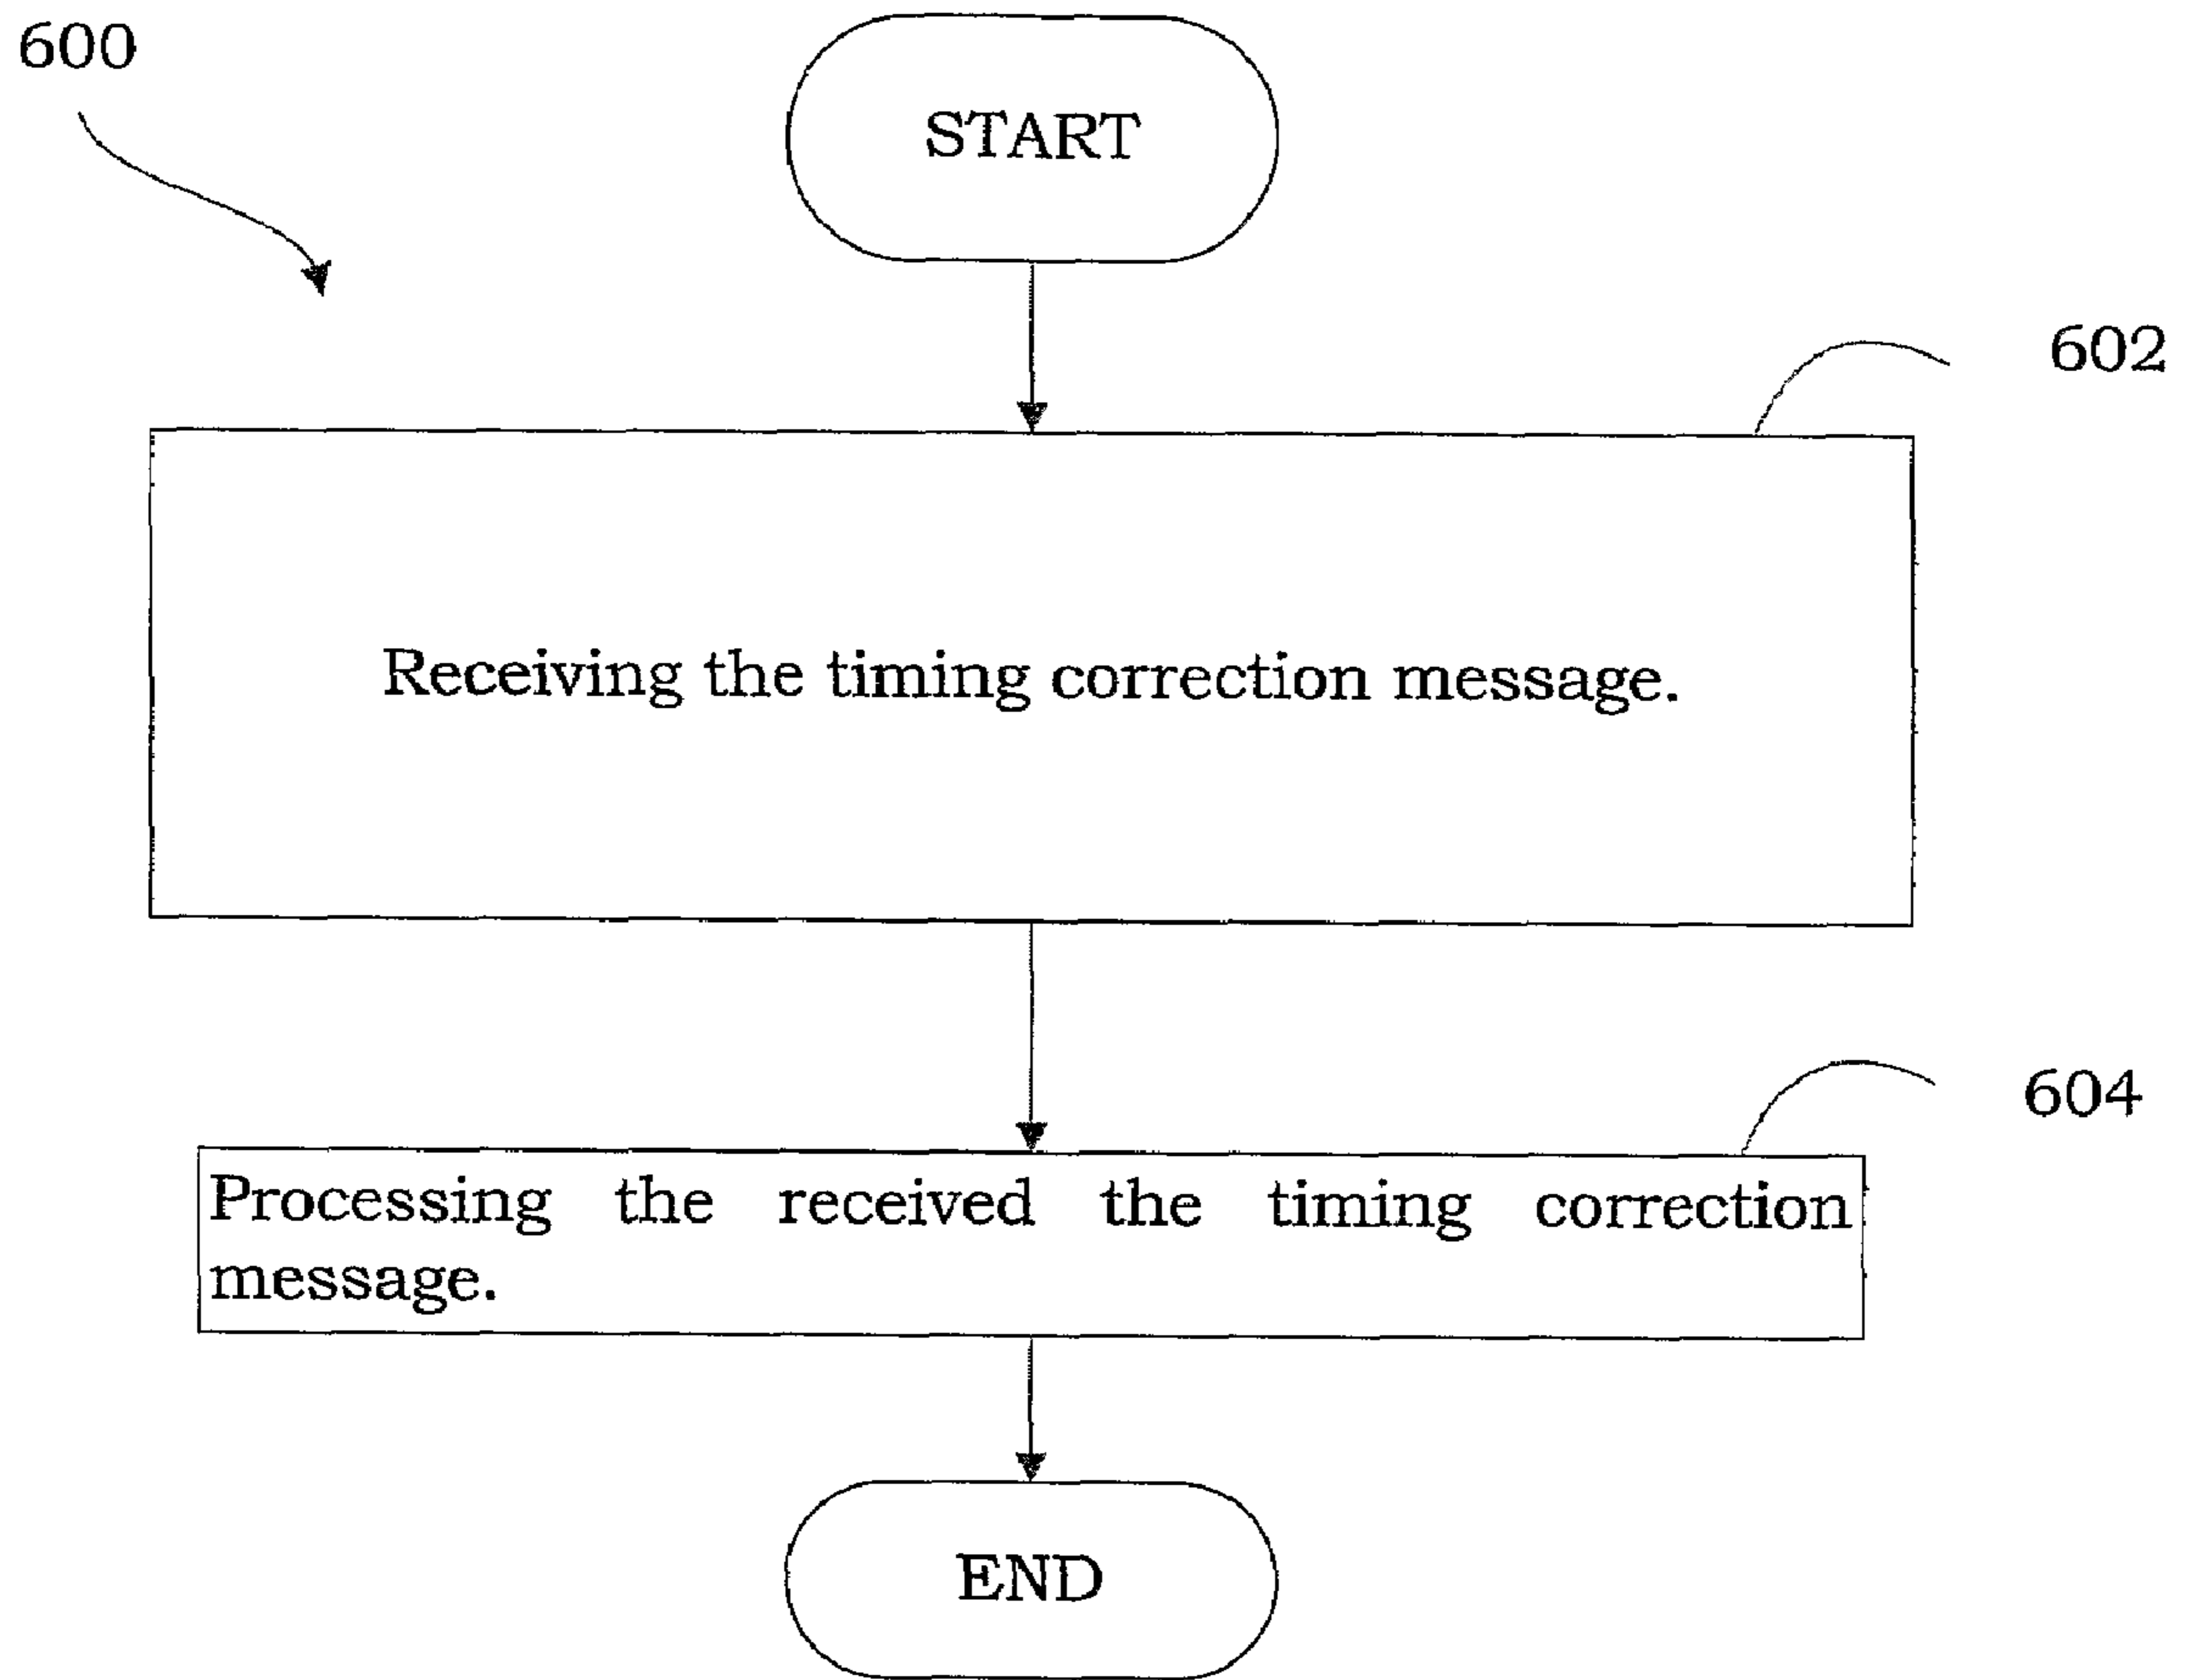 600
START
602
Receiving the timing correction message.
604
Processing the received the timing correction
message.
END